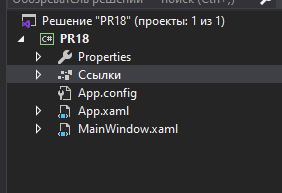 Решение "PR18" (проекты: 1 из 1)
C# PR18
Properties
Ссылки
App.config
App.xaml
MainWindow.xaml